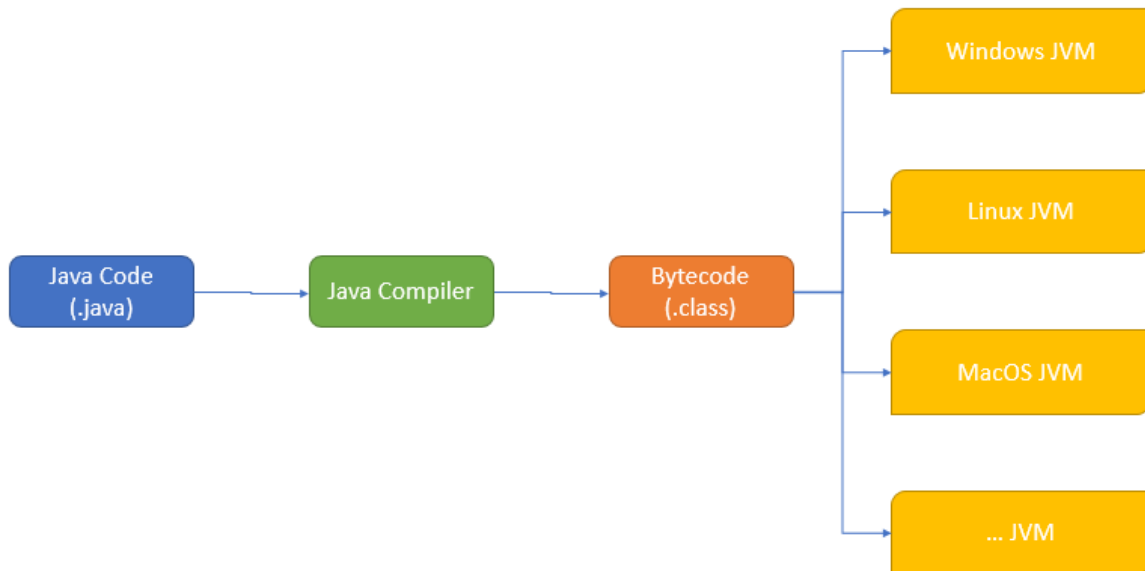 Windows JVM
Linux JVM
Java Code
(.java)
Java Compiler
Bytecode
(.class)
MacOS JVM
... JVM